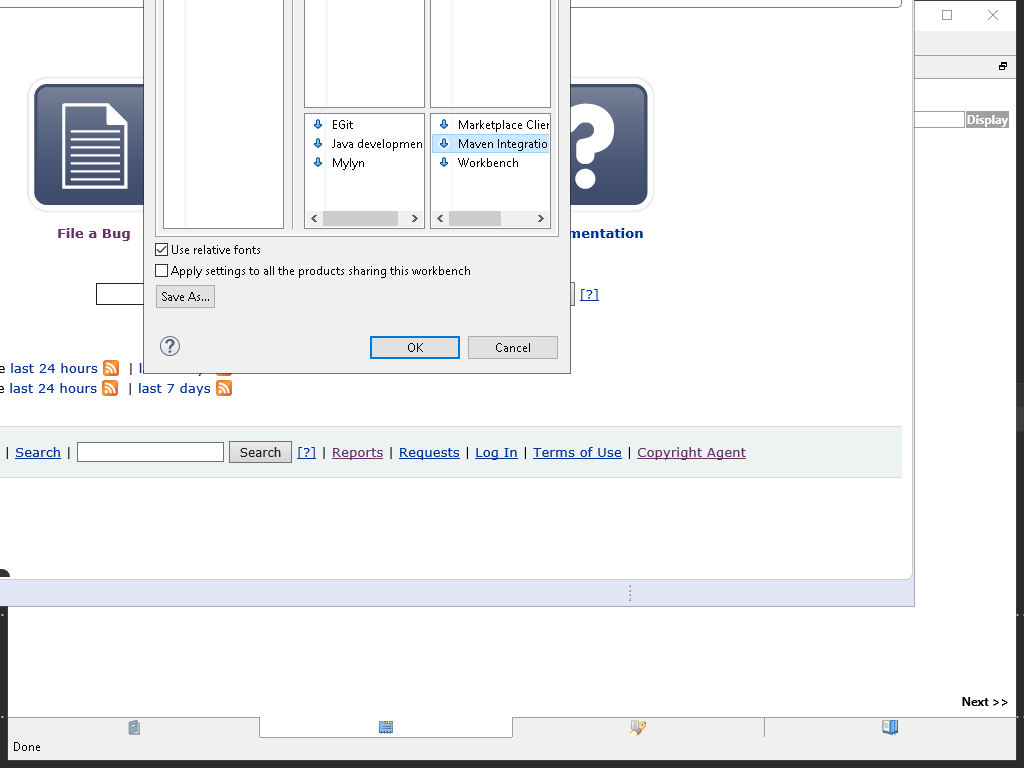 Display
EGit
Java developmen
Mylyn
Marketplace Clien
Maven Integratio
Workbench
File a Bug
mentation
Use relative fonts
Apply settings to all the products sharing this workbench
Save As...
[?]
OK
Cancel
e last 24 hours | l
e last 24 hours | last 7 days
| Search | Search [?] | Reports | Requests | Log In | Terms of Use | Copyright Agent
Next >>
Done